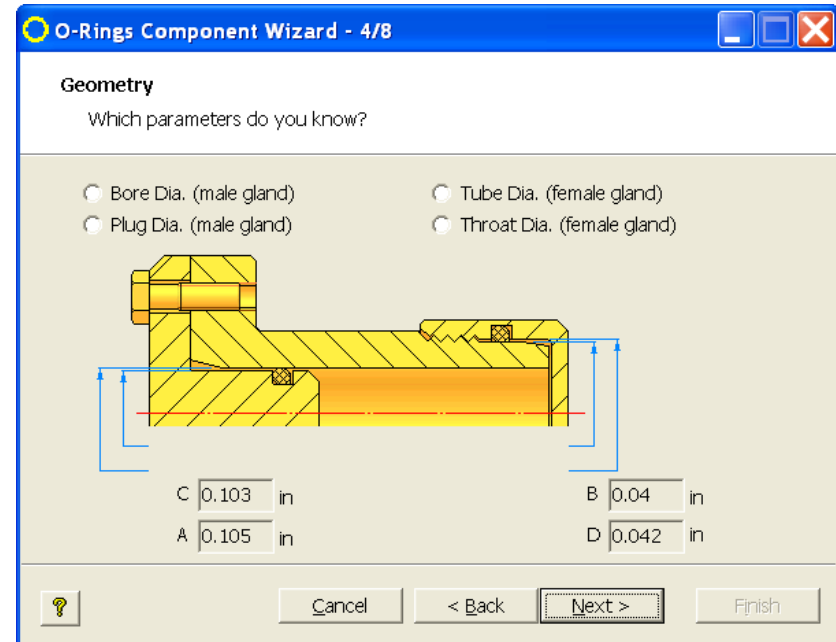 O-Rings Component Wizard - 4/8
Geometry
Which parameters do you know?
Bore Dia. (male gland)
Tube Dia. (female gland)
Plug Dia. (male gland)
Throat Dia. (female gland)
C 0.103 in
B 0.04 in
A 0.105 in
D 0.042 in
? Cancel < Back Next > Finish